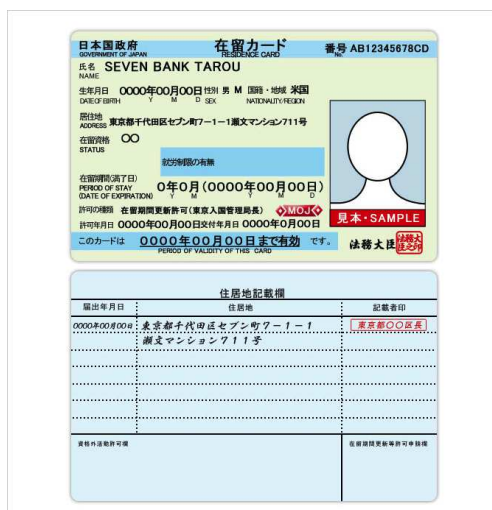 日本国政府 在留カード 番号 AB12345678CD
GOVERNMENT OF JAPAN RESIDENCE CARD No.
氏名 SEVEN BANK TAROU
NAME
生年月日 0000年00月00日 性別 男 M 国籍・地域 米国
DATE OF BIRTH Y M D SEX NATIONALITY/REGION
居住地
ADDRESS 東京都千代田区セブン町7-1-1瀬文マンション711号
在留資格 〇〇
STATUS
就労制限の有無
在留期間(満了日)
PERIOD OF STAY 0年0月(0000年00月00日)
(DATE OF EXPIRATION) Y M Y M D
許可の種類 在留期間更新許可(東京入国管理局長) MOJ
見本・SAMPLE
許可年月日 0000年00月00日 交付年月日 0000年0月00日
このカードは 0000年00月00日まで有効 です。
PERIOD OF VALIDITY OF THIS CARD
法務大臣 法務大臣之印
住居地記載欄
届出年月日 住居地 記載者印
0000年00月00日 東京都千代田区セブン町7-1-1 東京都〇〇区長
瀬文マンション711号
資格外活動許可欄 在留期間更新等許可申請欄